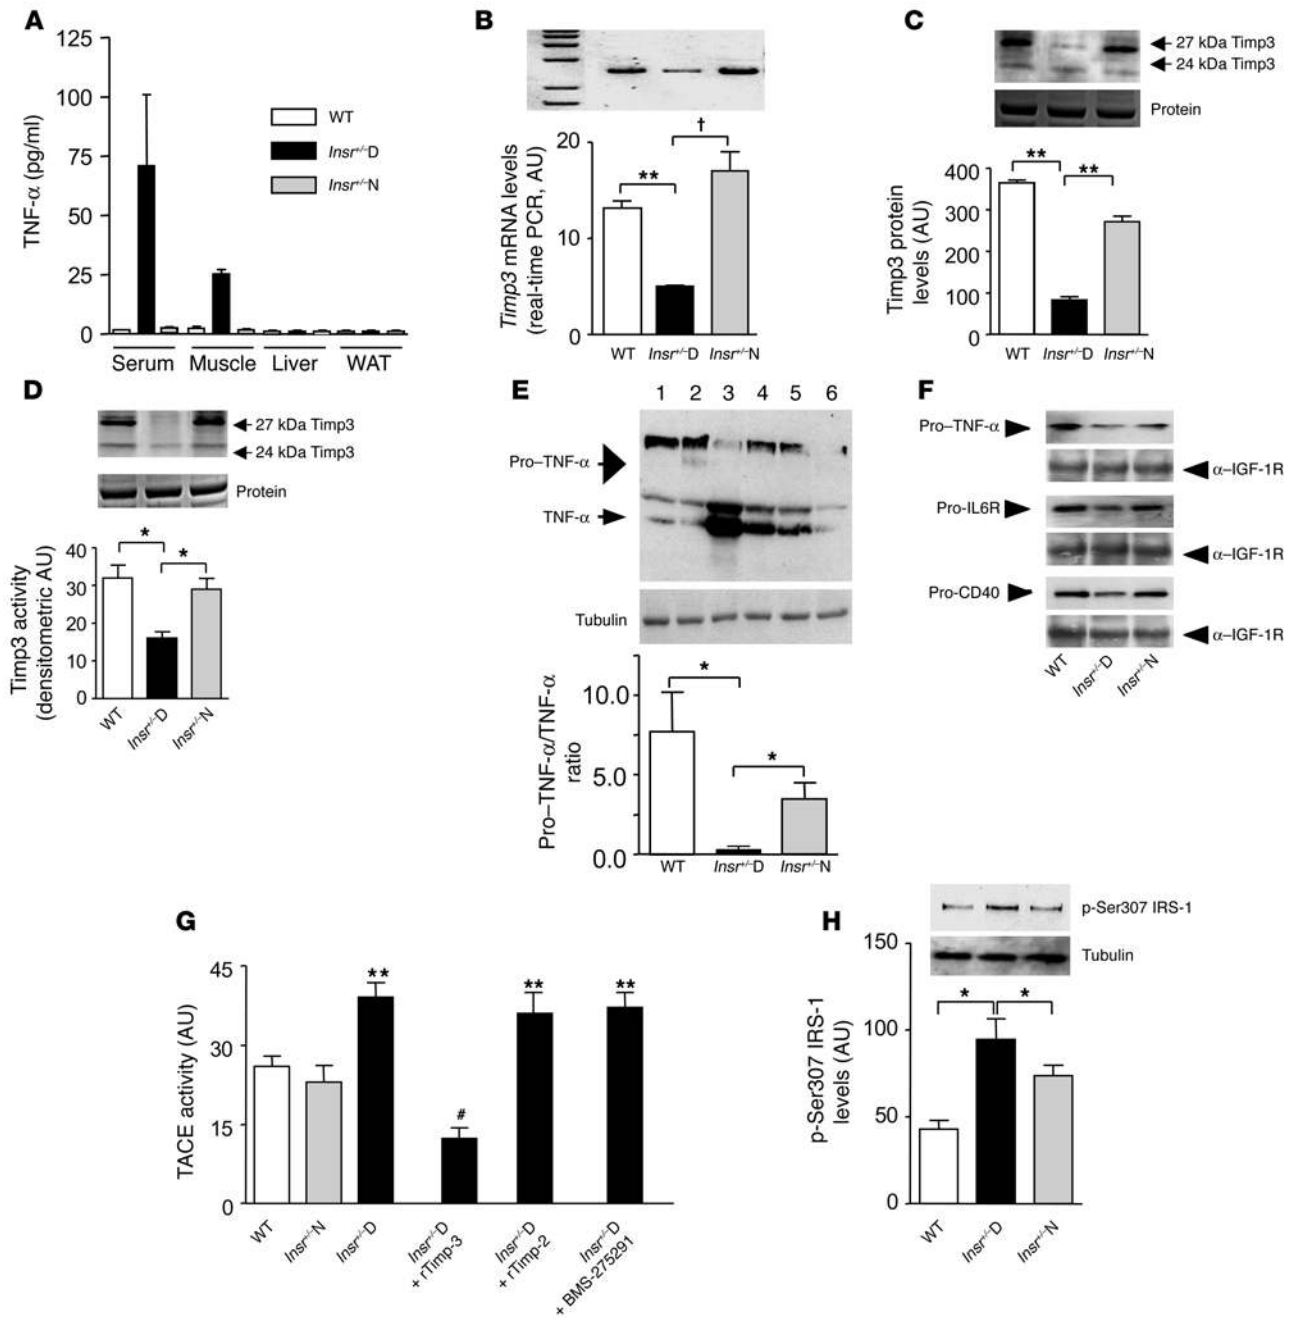 A
125
100
75
50
25
0
TNF-α (pg/ml)
WT
Insr+/–D
Insr+/–N
Serum Muscle Liver WAT
B
†
**
20
10
0
Timp3 mRNA levels
(real-time PCR, AU)
WT Insr+/–D Insr+/–N
C
27 kDa Timp3
24 kDa Timp3
Protein
** **
400
300
200
100
0
Timp3 protein
levels (AU)
WT Insr+/–D Insr+/–N
D
27 kDa Timp3
24 kDa Timp3
Protein
* *
40
30
20
10
0
Timp3 activity
(densitometric AU)
WT Insr+/–D Insr+/–N
E
1 2 3 4 5 6
Pro–TNF-α
TNF-α
Tubulin
* *
10.0
5.0
0.0
Pro–TNF-α/TNF-α
ratio
WT Insr+/–D Insr+/–N
F
Pro–TNF-α
α–IGF-1R
Pro-IL6R
α–IGF-1R
Pro-CD40
α–IGF-1R
WT Insr+/–D Insr+/–N
G
45
30
15
0
TACE activity (AU)
** # ** **
WT
Insr+/–N
Insr+/–D
Insr+/–D
+ rTimp-3
Insr+/–D
+ rTimp-2
Insr+/–D
+ BMS-275291
H
p-Ser307 IRS-1
Tubulin
* *
150
100
50
0
p-Ser307 IRS-1
levels (AU)
WT Insr+/–D Insr+/–N